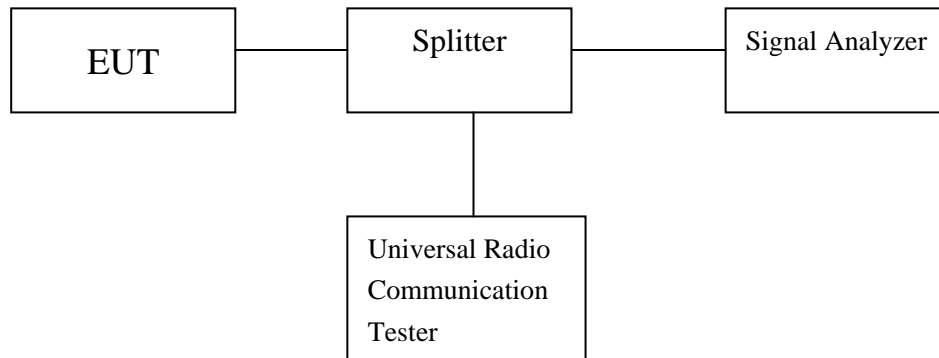 EUT
Splitter
Signal Analyzer
Universal Radio
Communication
Tester